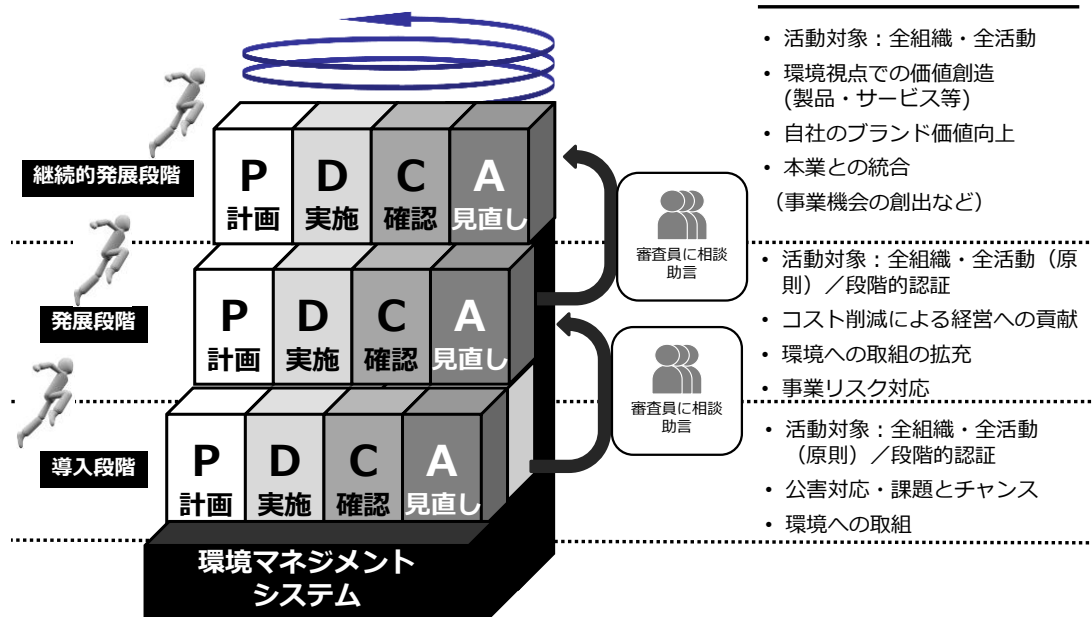 • 活動対象：全組織・全活動
• 環境視点での価値創造
(製品・サービス等)
• 自社のブランド価値向上
• 本業との統合
（事業機会の創出など）
継続的発展段階
P
計画
D
実施
C
確認
A
見直し
審査員に相談
助言
• 活動対象：全組織・全活動（原
則）／段階的認証
• コスト削減による経営への貢献
• 環境への取組の拡充
• 事業リスク対応
発展段階
P
計画
D
実施
C
確認
A
見直し
審査員に相談
助言
• 活動対象：全組織・全活動
（原則）／段階的認証
• 公害対応・課題とチャンス
• 環境への取組
導入段階
P
計画
D
実施
C
確認
A
見直し
環境マネジメント
システム